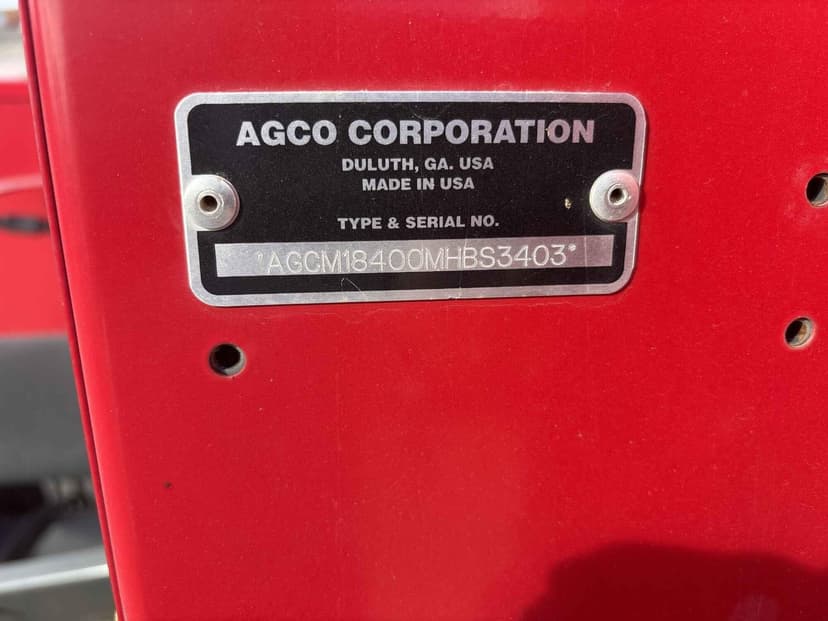 AGCO CORPORATION
DULUTH, GA. USA
MADE IN USA
TYPE & SERIAL NO.
*AGCM18400MHBS3403*